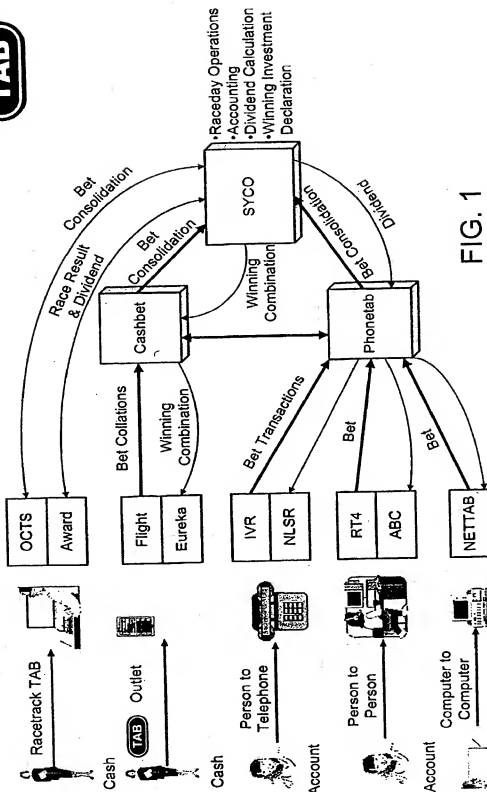 TAB
Racetrack TAB
Cash
OCTS
Award
Bet
Consolidation
Race Result
& Dividend
TAB Outlet
Cash
Flight
Eureka
Bet Collations
Winning
Combination
Cashbet
Bet
Consolidation
Winning
Combination
SYCO
•Raceday Operations
•Accounting
•Dividend Calculation
•Winning Investment
Declaration
Person to
Telephone
Account
IVR
NLSR
Bet Transactions
Phonetab
Bet Consolidation
Dividend
Person to
Person
Account
RT4
ABC
Bet
Computer to
Computer
NETTAB
Bet
FIG. 1